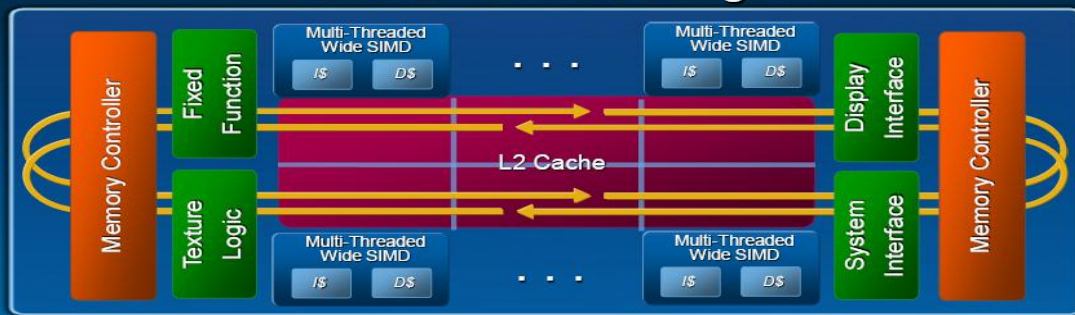 Memory Controller
Fixed
Function
Multi-Threaded
Wide SIMD
I$ D$
. . .
Multi-Threaded
Wide SIMD
I$ D$
Display
Interface
Memory Controller
L2 Cache
Texture
Logic
Multi-Threaded
Wide SIMD
I$ D$
. . .
Multi-Threaded
Wide SIMD
I$ D$
System
Interface